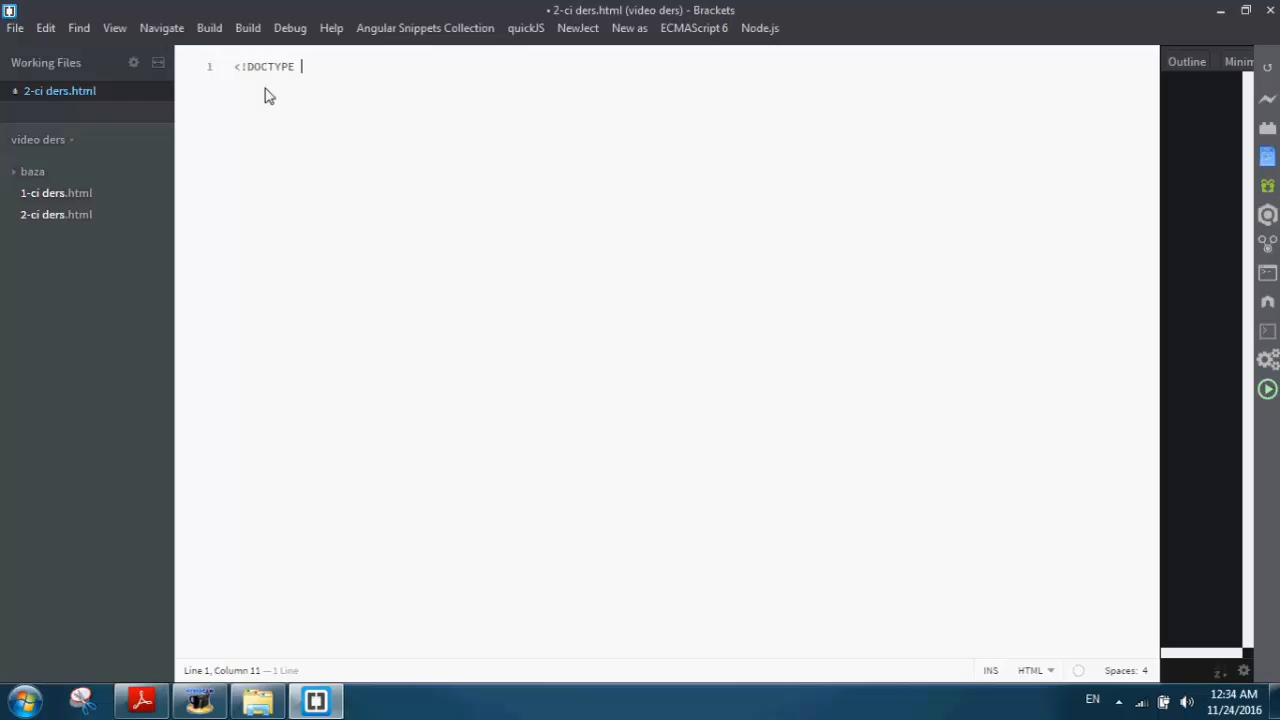 • 2-ci ders.html (video ders) - Brackets
File Edit Find View Navigate Build Build Debug Help Angular Snippets Collection quickJS NewJect New as ECMAScript 6 Node.js
Working Files
2-ci ders.html
video ders
baza
1-ci ders.html
2-ci ders.html
1 <!DOCTYPE
Outline
Line 1, Column 11 — 1 Line
INS HTML Spaces: 4
EN
12:34 AM
11/24/2016